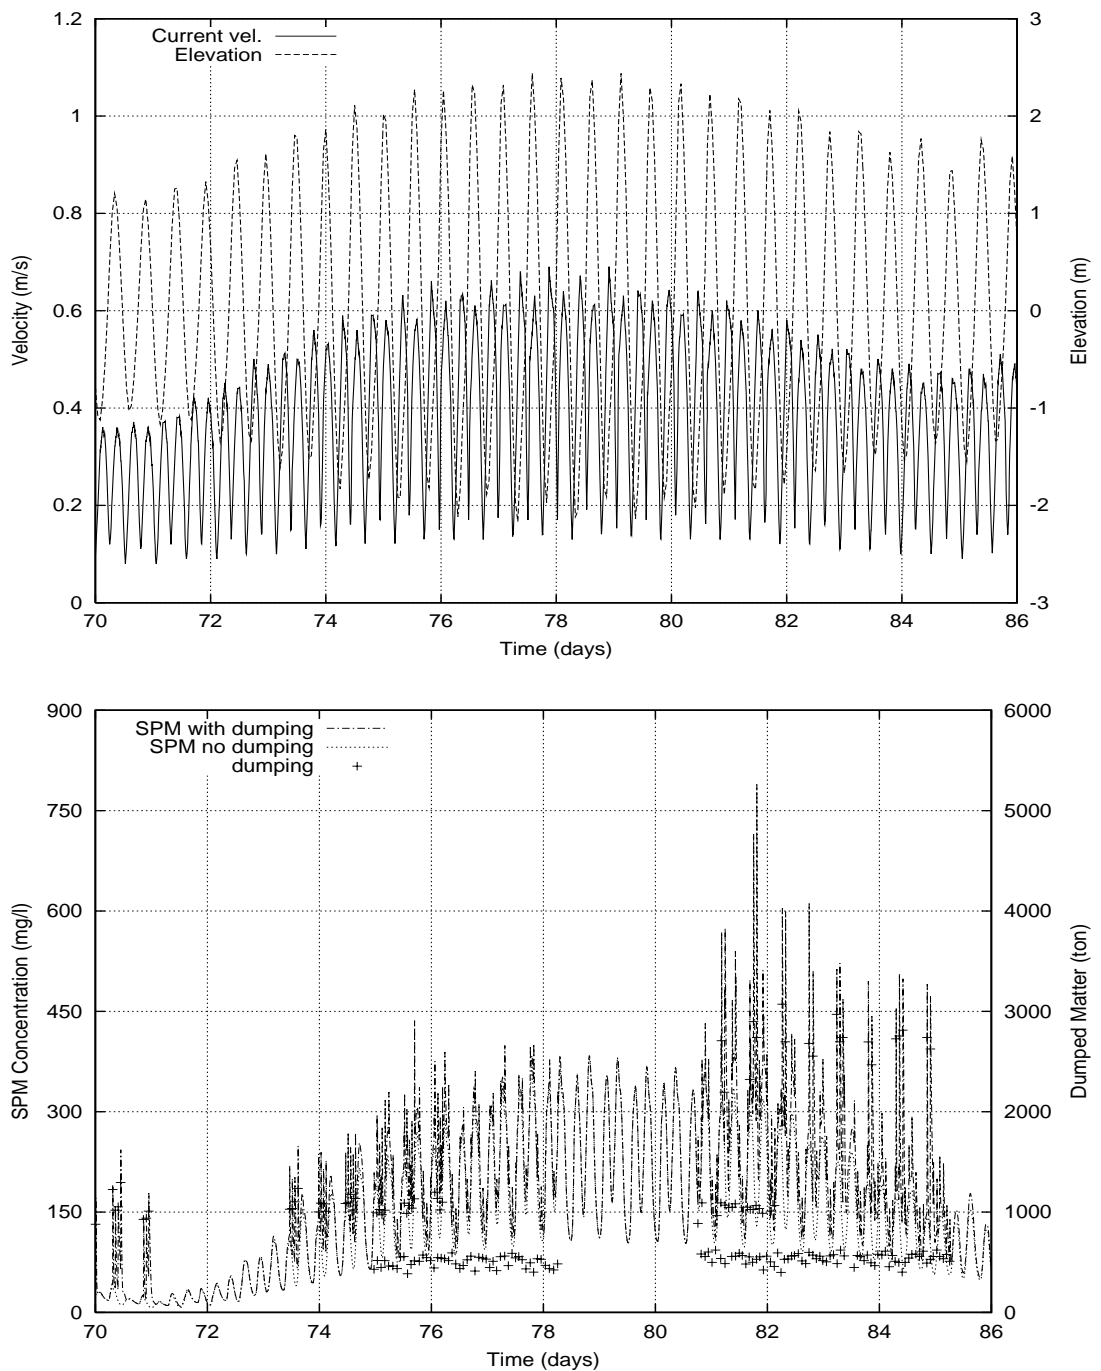 1.2
1
0.8
0.6
0.4
0.2
0
3
2
1
0
-1
-2
-3
Current vel.
Elevation
Velocity (m/s)
Elevation (m)
70 72 74 76 78 80 82 84 86
Time (days)
900
750
600
450
300
150
0
6000
5000
4000
3000
2000
1000
0
SPM with dumping
SPM no dumping
dumping
SPM Concentration (mg/l)
Dumped Matter (ton)
70 72 74 76 78 80 82 84 86
Time (days)